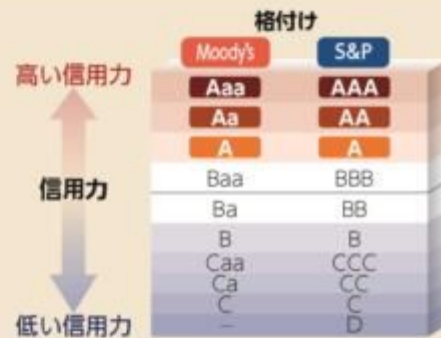 格付け
Moody's S&P
高い信用力
Aaa AAA
Aa AA
A A
信用力
Baa BBB
Ba BB
B B
Caa CCC
Ca CC
C C
低い信用力
– D